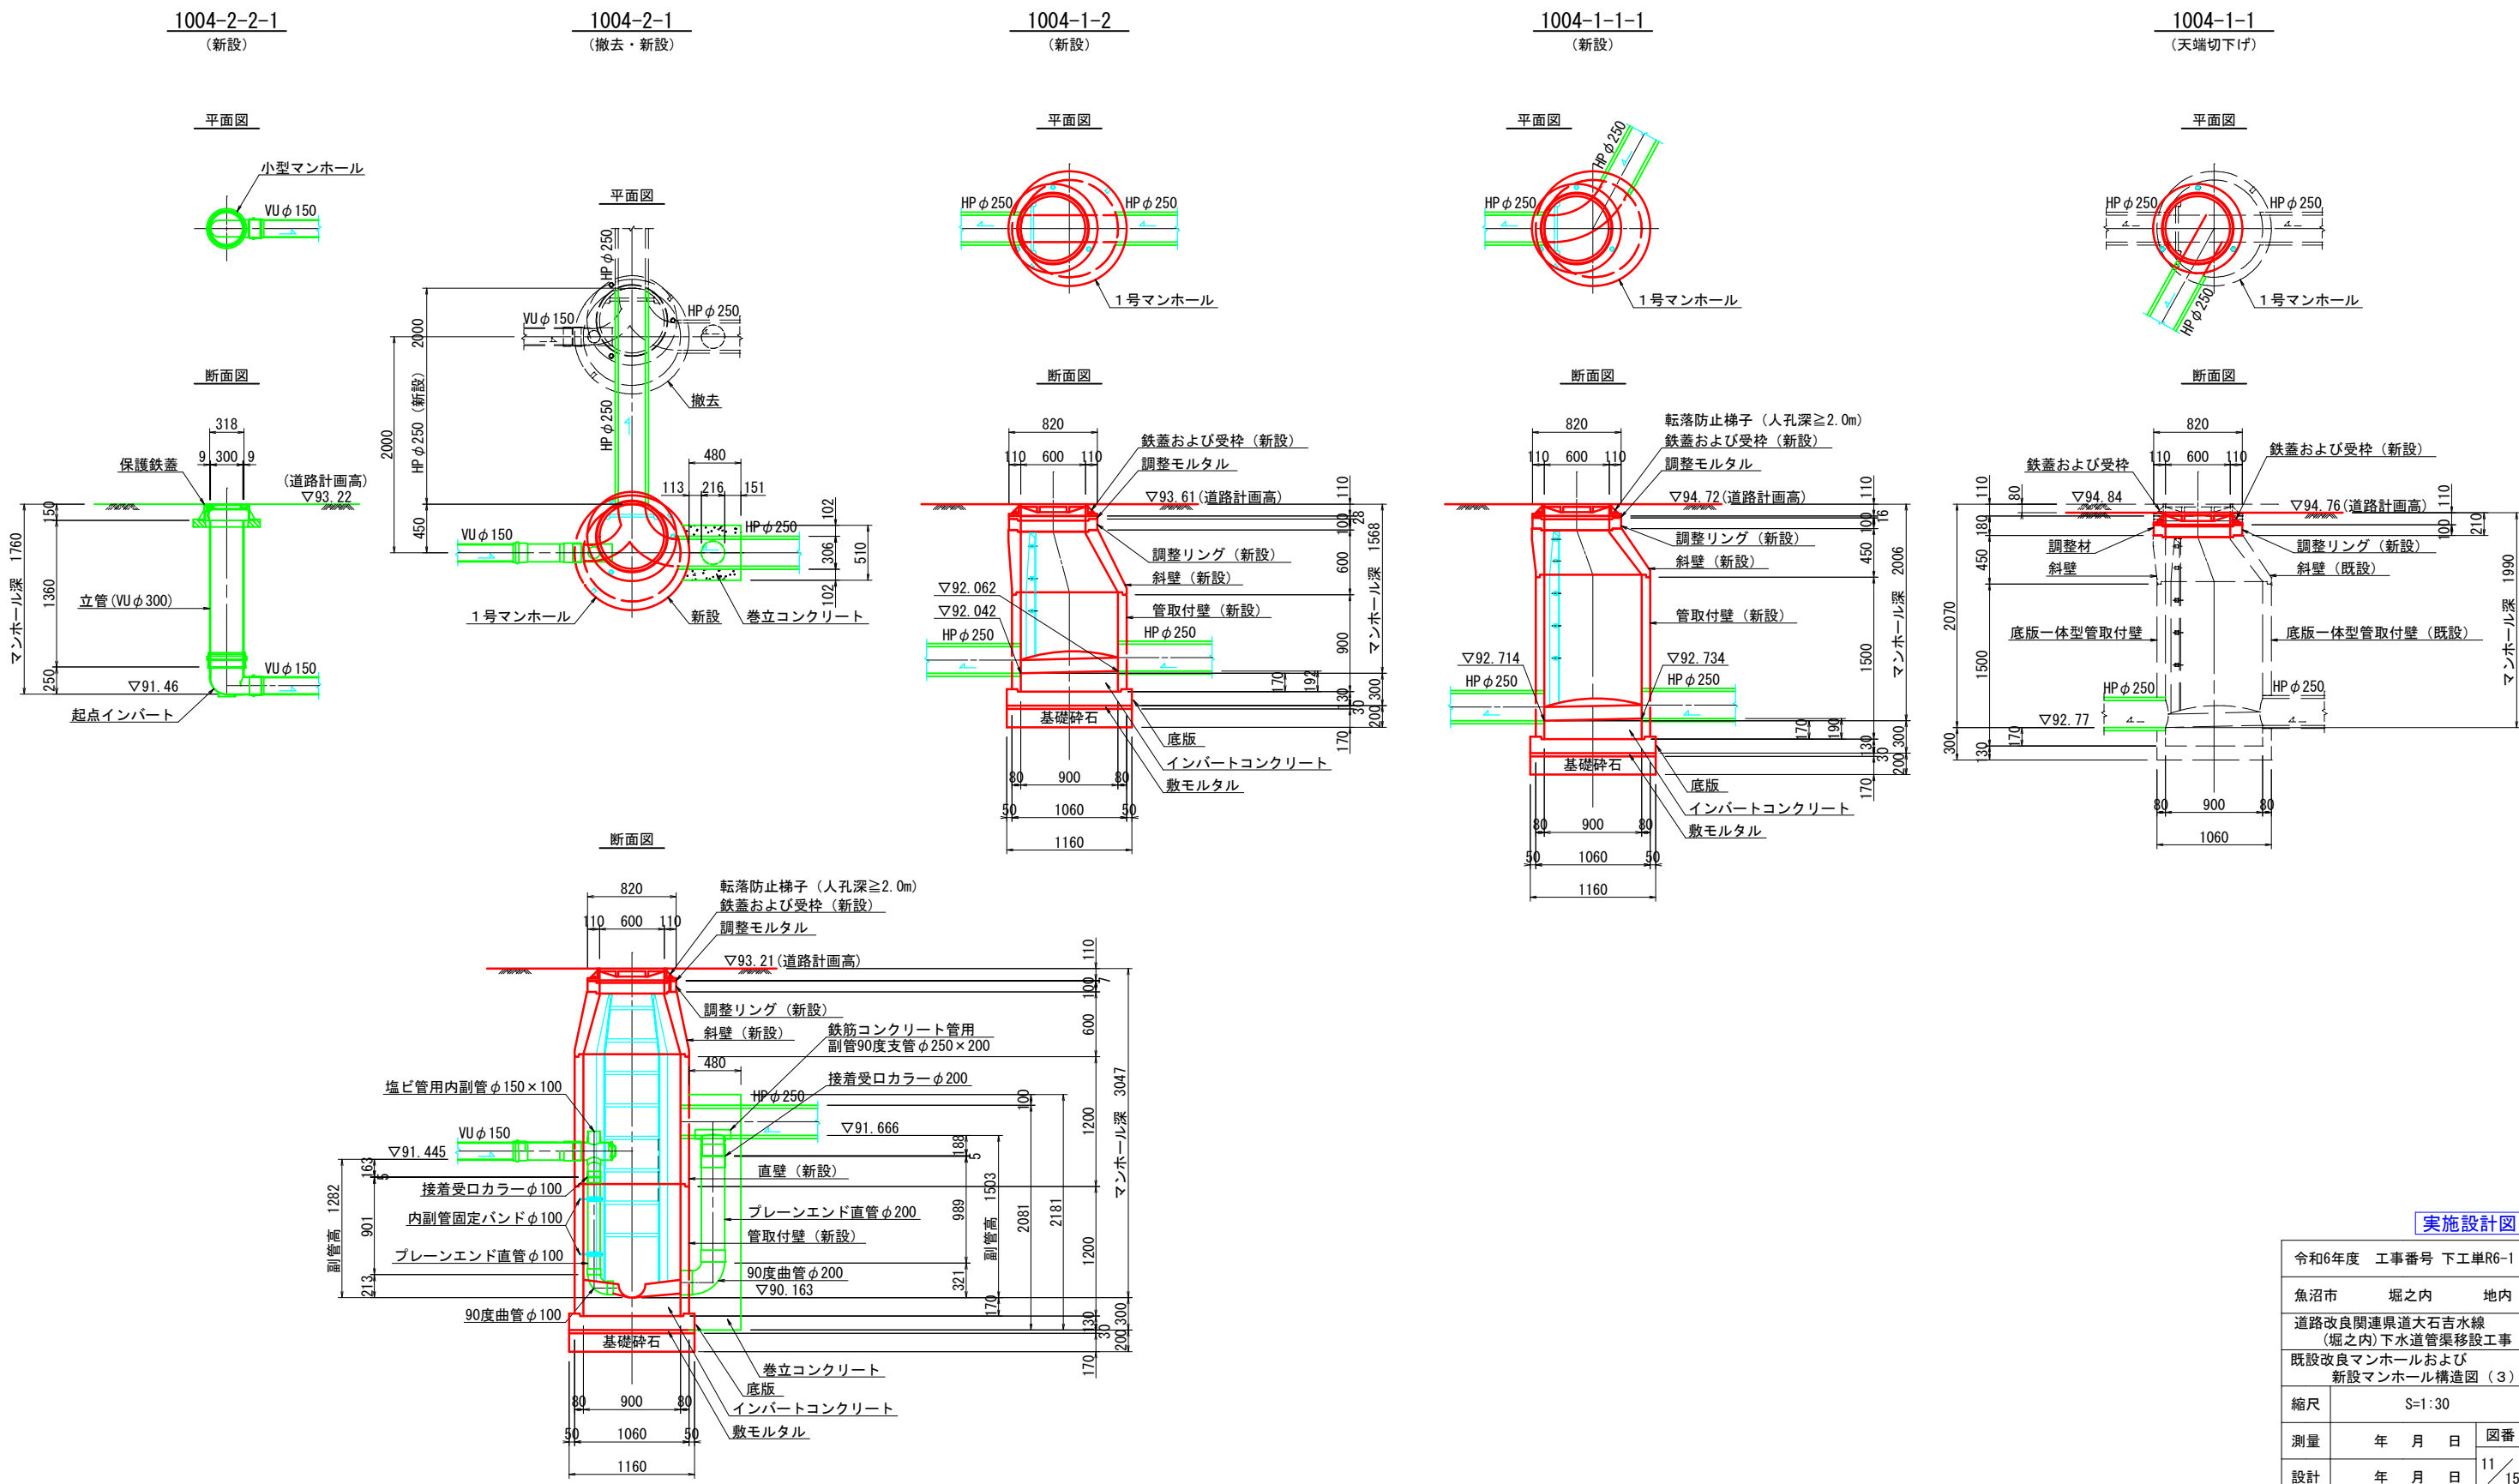 1004-2-2-1
(新設)
平面図
小型マンホール
VUφ150
断面図
318
9 300 9
保護鉄蓋
(道路計画高)
▽93.22
150
1360
250
マンホール深 1760
立管(VUφ300)
VUφ150
▽91.46
起点インバート
1004-2-1
(撤去・新設)
平面図
HPφ250
VUφ150
HPφ250
撤去
2000
HPφ250 (新設)
2000
450
HPφ250
480
113 216 151
VUφ150
HPφ250
102
306
102
510
1号マンホール
新設
巻立コンクリート
断面図
820
110 600 110
転落防止梯子 (人孔深≧2.0m)
鉄蓋および受枠 (新設)
調整モルタル
▽93.21(道路計画高)
調整リング (新設)
斜壁 (新設)
鉄筋コンクリート管用
副管90度支管φ250×200
480
接着受口カラーφ200
塩ビ管用内副管φ150×100
HPφ250
VUφ150
▽91.666
▽91.445
直壁 (新設)
接着受口カラーφ100
内副管固定バンドφ100
プレーンエンド直管φ200
管取付壁 (新設)
プレーンエンド直管φ100
90度曲管φ200
▽90.163
90度曲管φ100
基礎砕石
巻立コンクリート
底版
インバートコンクリート
敷モルタル
163
5
901
213
副管高 1282
188
5
989
321
170
副管高 1503
100
2081
2181
110
7
100
600
1200
1200
130
30
170
マンホール深 3047
300
200
80 900 80
50 1060 50
1160
1004-1-2
(新設)
平面図
HPφ250
HPφ250
1号マンホール
断面図
820
110 600 110
鉄蓋および受枠 (新設)
調整モルタル
▽93.61(道路計画高)
調整リング (新設)
斜壁 (新設)
▽92.062
▽92.042
管取付壁 (新設)
HPφ250
HPφ250
170
192
基礎砕石
底版
インバートコンクリート
敷モルタル
110
28
100
600
900
130
30
170
マンホール深 1568
300
200
80 900 80
50 1060 50
1160
1004-1-1-1
(新設)
平面図
HPφ250
HPφ250
1号マンホール
断面図
820
110 600 110
転落防止梯子 (人孔深≧2.0m)
鉄蓋および受枠 (新設)
調整モルタル
▽94.72(道路計画高)
調整リング (新設)
斜壁 (新設)
管取付壁 (新設)
▽92.714
▽92.734
HPφ250
HPφ250
170
190
基礎砕石
底版
インバートコンクリート
敷モルタル
110
16
100
450
1500
130
30
170
マンホール深 2006
300
200
80 900 80
50 1060 50
1160
1004-1-1
(天端切下げ)
平面図
HPφ250
HPφ250
HPφ250
1号マンホール
断面図
820
110 600 110
鉄蓋および受枠
鉄蓋および受枠 (新設)
▽94.84
▽94.76(道路計画高)
調整材
調整リング (新設)
斜壁
斜壁 (既設)
底版一体型管取付壁
底版一体型管取付壁 (既設)
HPφ250
HPφ250
▽92.77
110
80
180
450
1500
170
130
2070
300
110
100
210
マンホール深 1990
80 900 80
1060
実施設計図
令和6年度 工事番号 下工単R6-1
魚沼市 堀之内 地内
道路改良関連県道大石吉水線
(堀之内)下水道管渠移設工事
既設改良マンホールおよび
新設マンホール構造図 (3)
縮尺 S=1:30
測量 年 月 日 図番
設計 年 月 日 11/15